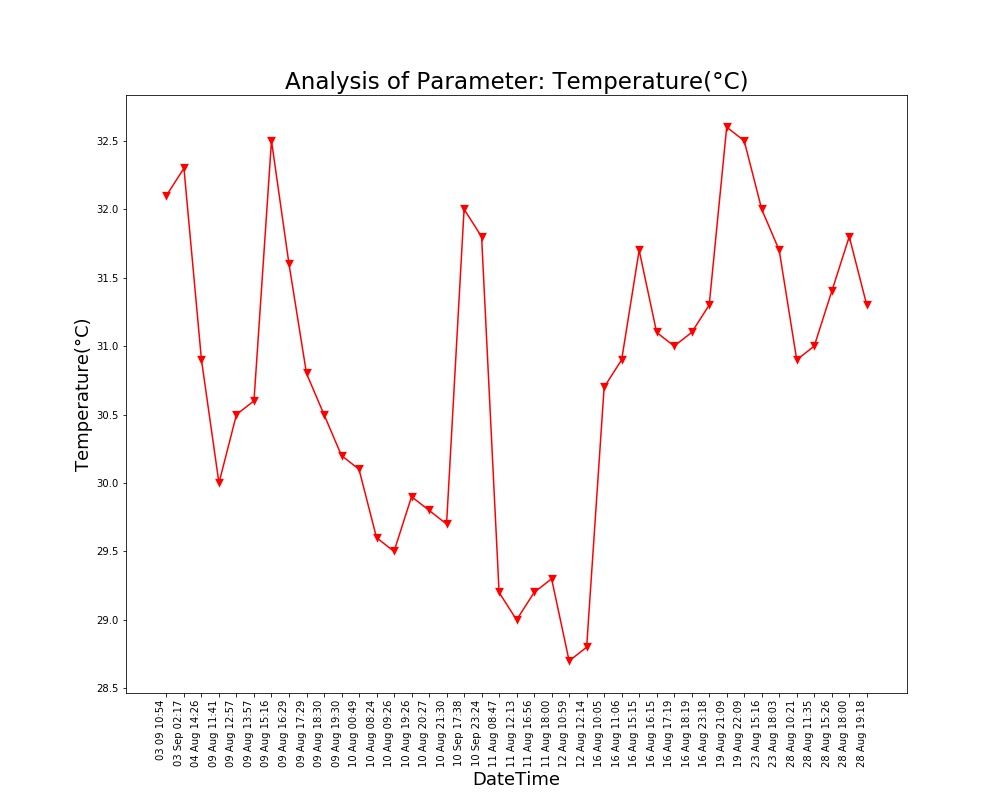 Analysis of Parameter: Temperature(°C)
Temperature(°C)
32.5
32.0
31.5
31.0
30.5
30.0
29.5
29.0
28.5
03 09 10:54
03 Sep 02:17
04 Aug 14:26
09 Aug 11:41
09 Aug 12:57
09 Aug 13:57
09 Aug 15:16
09 Aug 16:29
09 Aug 17:29
09 Aug 18:30
09 Aug 19:30
10 Aug 00:49
10 Aug 08:24
10 Aug 09:26
10 Aug 19:26
10 Aug 20:27
10 Aug 21:30
10 Sep 17:38
10 Sep 23:24
11 Aug 08:47
11 Aug 12:13
11 Aug 16:56
11 Aug 18:00
12 Aug 10:59
12 Aug 12:14
16 Aug 10:05
16 Aug 11:06
16 Aug 15:15
16 Aug 16:15
16 Aug 17:19
16 Aug 18:19
16 Aug 23:18
19 Aug 21:09
19 Aug 22:09
23 Aug 15:16
23 Aug 18:03
28 Aug 10:21
28 Aug 11:35
28 Aug 15:26
28 Aug 18:00
28 Aug 19:18
DateTime